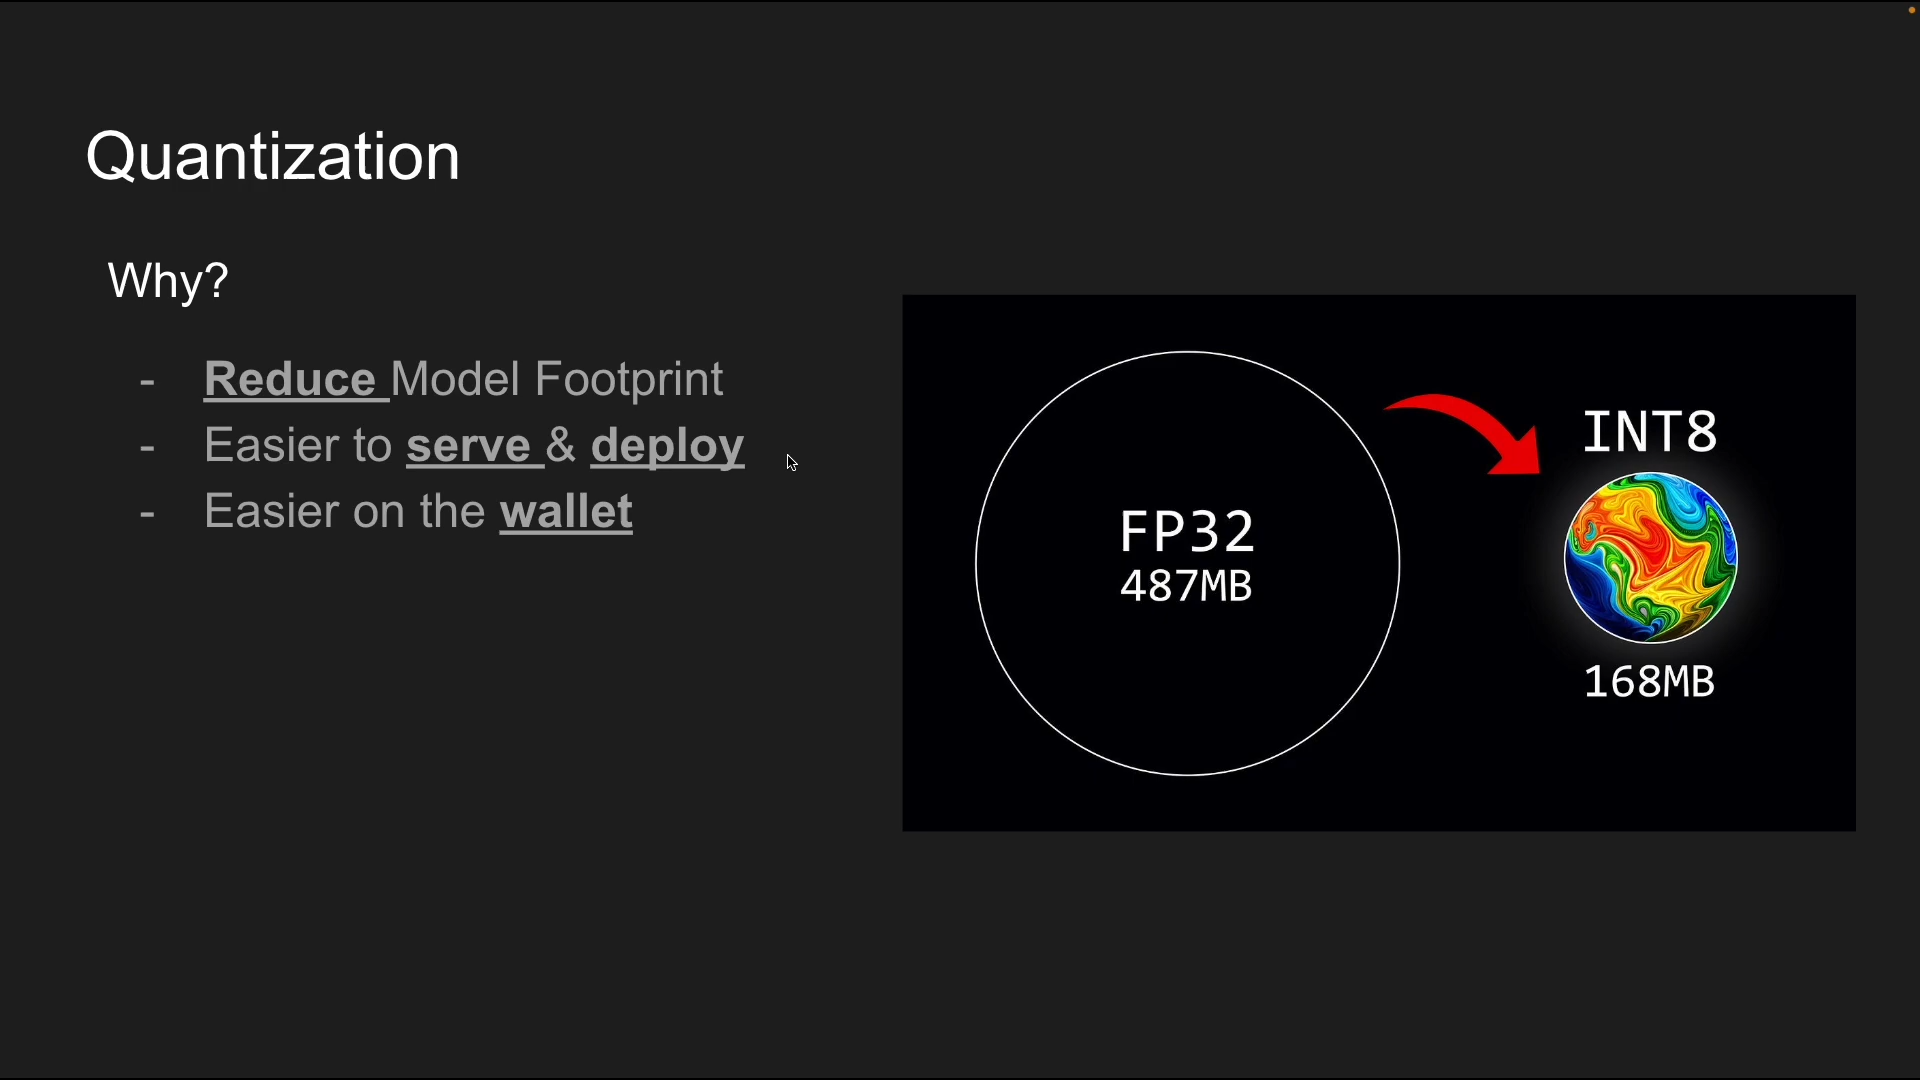 Quantization
Why?
- Reduce Model Footprint
- Easier to serve & deploy
- Easier on the wallet
FP32
487MB
INT8
168MB